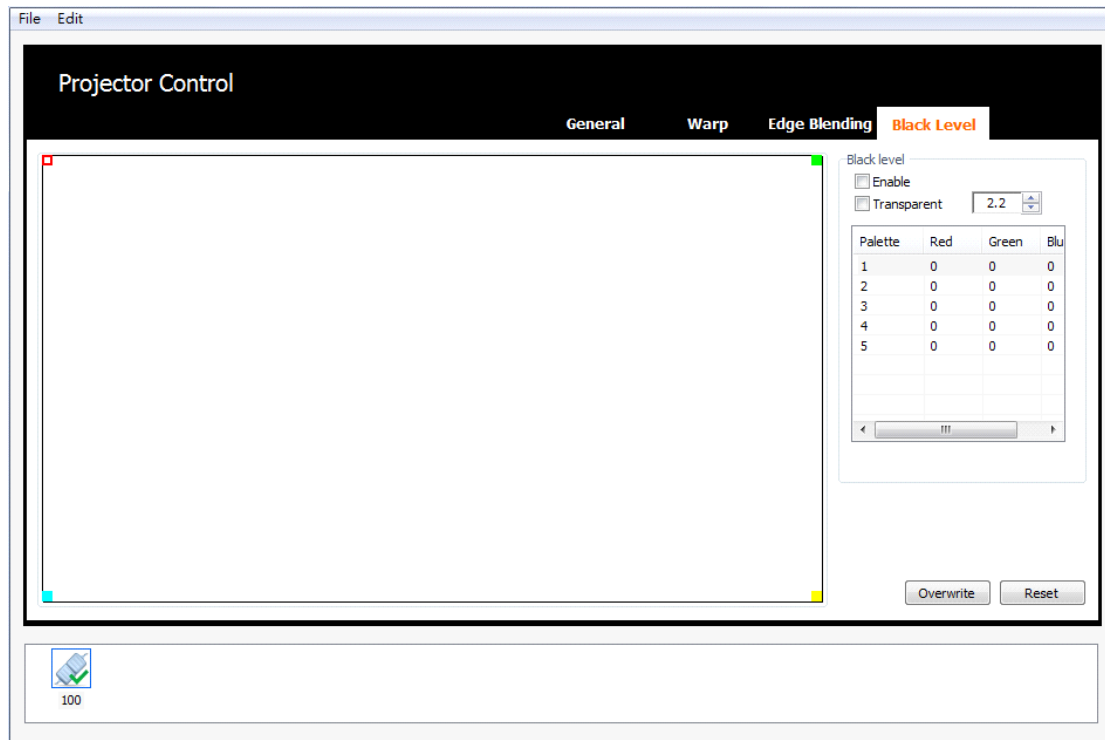 File Edit
Projector Control
General Warp Edge Blending Black Level
Black level
Enable
Transparent 2.2
Palette Red Green Blu
1 0 0 0
2 0 0 0
3 0 0 0
4 0 0 0
5 0 0 0
Overwrite Reset
100